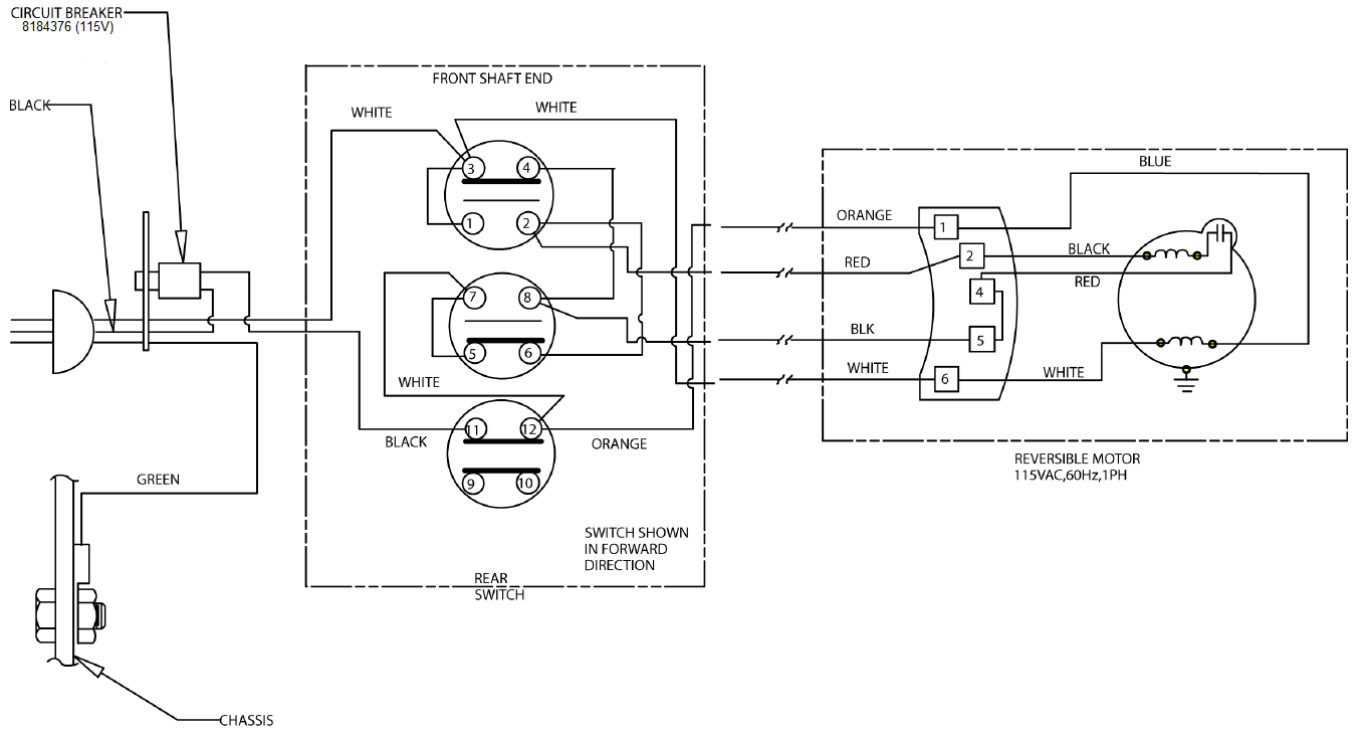 CIRCUIT BREAKER
8184376 (115V)
BLACK
FRONT SHAFT END
WHITE
WHITE
3
4
1
2
7
8
5
6
WHITE
11
12
BLACK
ORANGE
9
10
GREEN
SWITCH SHOWN
IN FORWARD
DIRECTION
REAR
SWITCH
CHASSIS
BLUE
ORANGE
1
RED
2
BLACK
4
RED
BLK
5
WHITE
6
WHITE
REVERSIBLE MOTOR
115VAC,60Hz,1PH